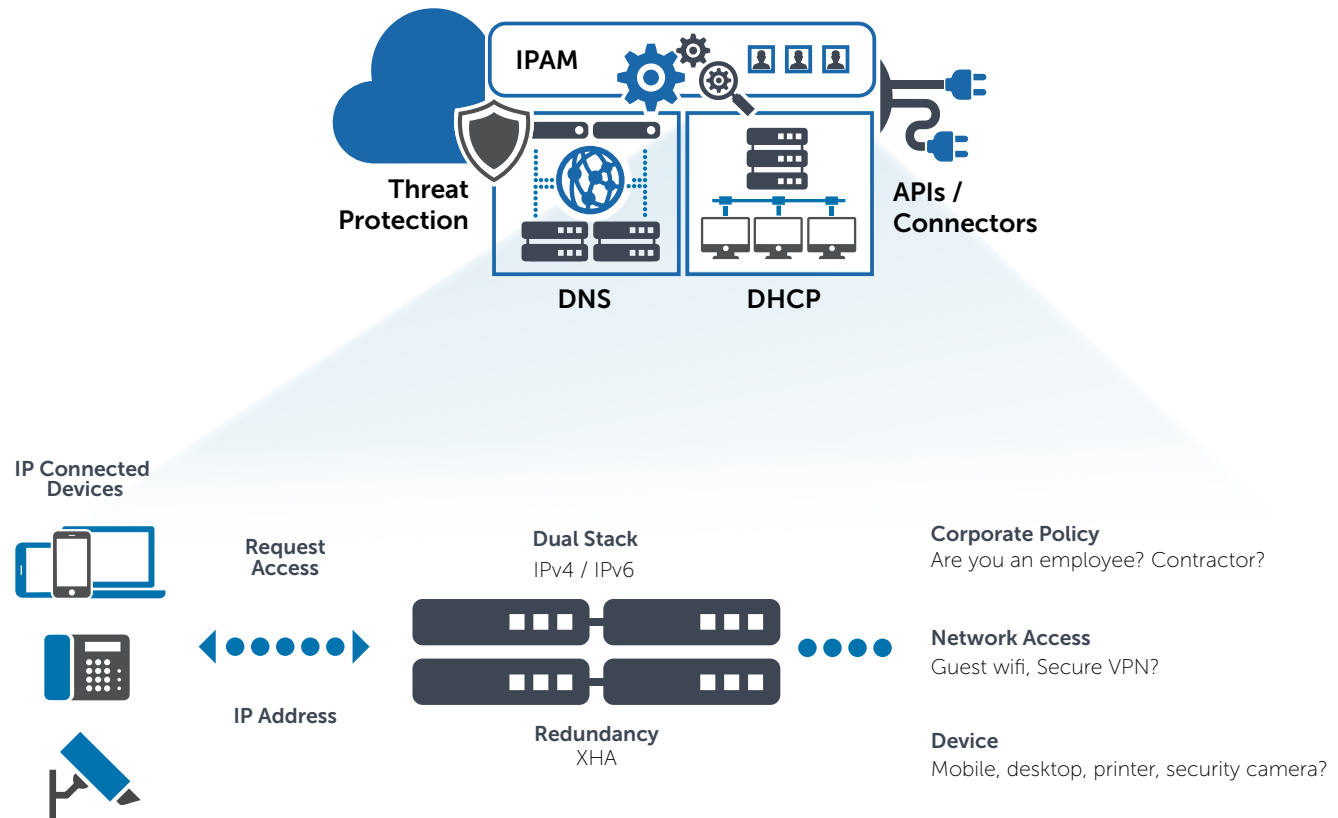 IPAM
Threat
Protection
APIs /
Connectors
DNS
DHCP
IP Connected
Devices
Request
Access
IP Address
Dual Stack
IPv4 / IPv6
Redundancy
XHA
Corporate Policy
Are you an employee? Contractor?
Network Access
Guest wifi, Secure VPN?
Device
Mobile, desktop, printer, security camera?